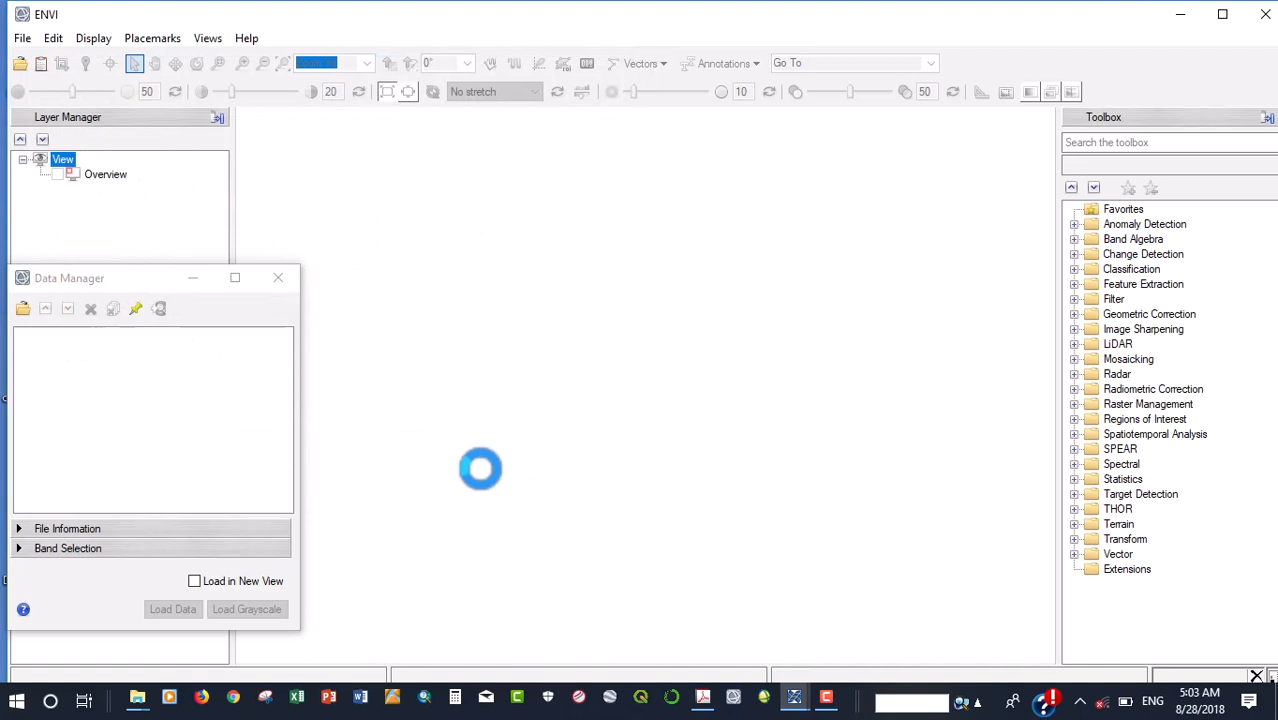 ENVI
File Edit Display Placemarks Views Help
0° Vectors Annotations Go To
50 20 No stretch 10 50
Layer Manager
View
Overview
Data Manager
File Information
Band Selection
Load in New View
Load Data Load Grayscale
Toolbox
Search the toolbox
Favorites
Anomaly Detection
Band Algebra
Change Detection
Classification
Feature Extraction
Filter
Geometric Correction
Image Sharpening
LiDAR
Mosaicking
Radar
Radiometric Correction
Raster Management
Regions of Interest
Spatiotemporal Analysis
SPEAR
Spectral
Statistics
Target Detection
THOR
Terrain
Transform
Vector
Extensions
ENG
5:03 AM
8/28/2018